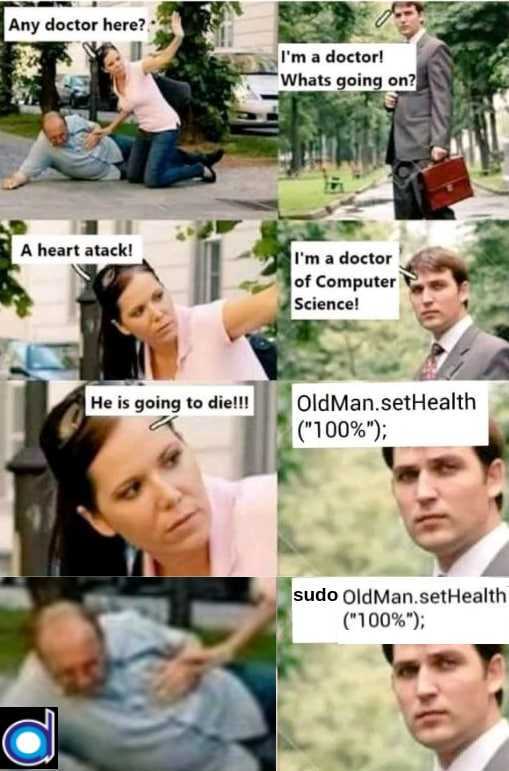 Any doctor here?
I'm a doctor!
Whats going on?
A heart atack!
I'm a doctor
of Computer
Science!
He is going to die!!!
OldMan.setHealth
("100%");
sudo OldMan.setHealth
("100%");